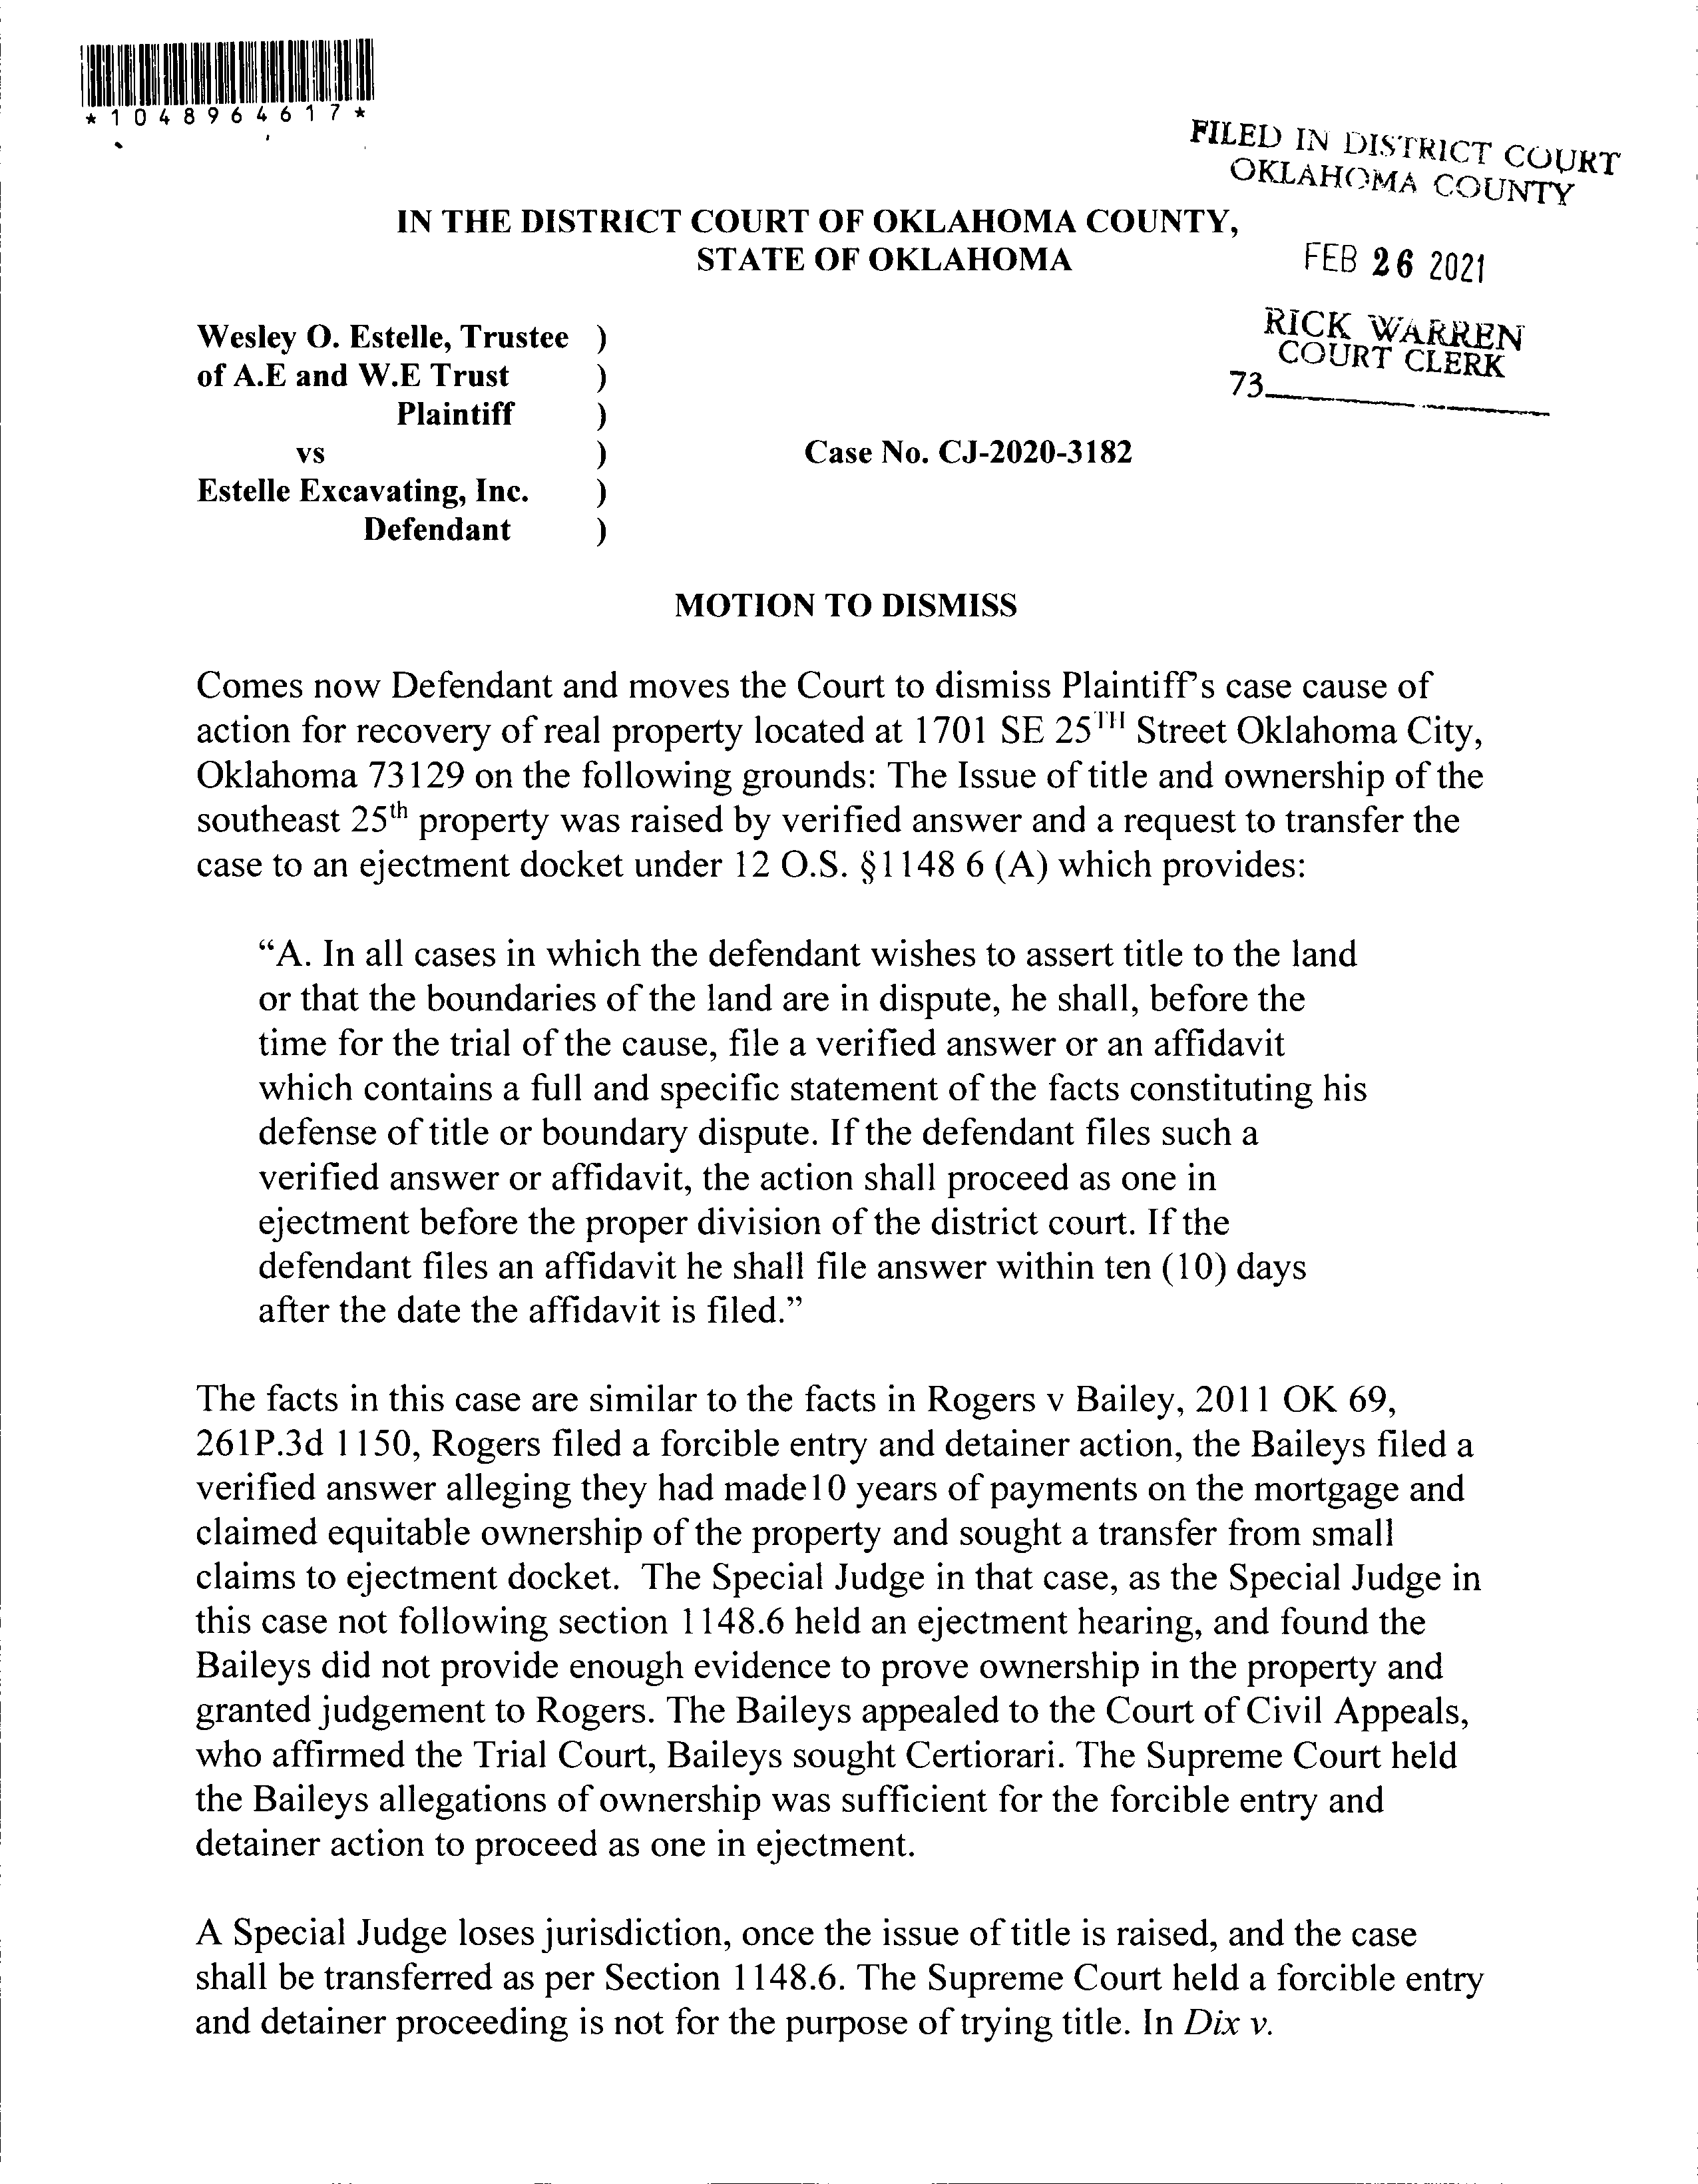 *1048964617*
FILED IN DISTRICT COURT
OKLAHOMA COUNTY
IN THE DISTRICT COURT OF OKLAHOMA COUNTY,
STATE OF OKLAHOMA
FEB 26 2021
RICK WARREN
COURT CLERK
73
Wesley O. Estelle, Trustee )
of A.E and W.E Trust )
Plaintiff )
vs ) Case No. CJ-2020-3182
Estelle Excavating, Inc. )
Defendant )
MOTION TO DISMISS
Comes now Defendant and moves the Court to dismiss Plaintiff's case cause of
action for recovery of real property located at 1701 SE 25TH Street Oklahoma City,
Oklahoma 73129 on the following grounds: The Issue of title and ownership of the
southeast 25th property was raised by verified answer and a request to transfer the
case to an ejectment docket under 12 O.S. §1148 6 (A) which provides:
“A. In all cases in which the defendant wishes to assert title to the land
or that the boundaries of the land are in dispute, he shall, before the
time for the trial of the cause, file a verified answer or an affidavit
which contains a full and specific statement of the facts constituting his
defense of title or boundary dispute. If the defendant files such a
verified answer or affidavit, the action shall proceed as one in
ejectment before the proper division of the district court. If the
defendant files an affidavit he shall file answer within ten (10) days
after the date the affidavit is filed.”
The facts in this case are similar to the facts in Rogers v Bailey, 2011 OK 69,
261P.3d 1150, Rogers filed a forcible entry and detainer action, the Baileys filed a
verified answer alleging they had made10 years of payments on the mortgage and
claimed equitable ownership of the property and sought a transfer from small
claims to ejectment docket. The Special Judge in that case, as the Special Judge in
this case not following section 1148.6 held an ejectment hearing, and found the
Baileys did not provide enough evidence to prove ownership in the property and
granted judgement to Rogers. The Baileys appealed to the Court of Civil Appeals,
who affirmed the Trial Court, Baileys sought Certiorari. The Supreme Court held
the Baileys allegations of ownership was sufficient for the forcible entry and
detainer action to proceed as one in ejectment.
A Special Judge loses jurisdiction, once the issue of title is raised, and the case
shall be transferred as per Section 1148.6. The Supreme Court held a forcible entry
and detainer proceeding is not for the purpose of trying title. In Dix v.